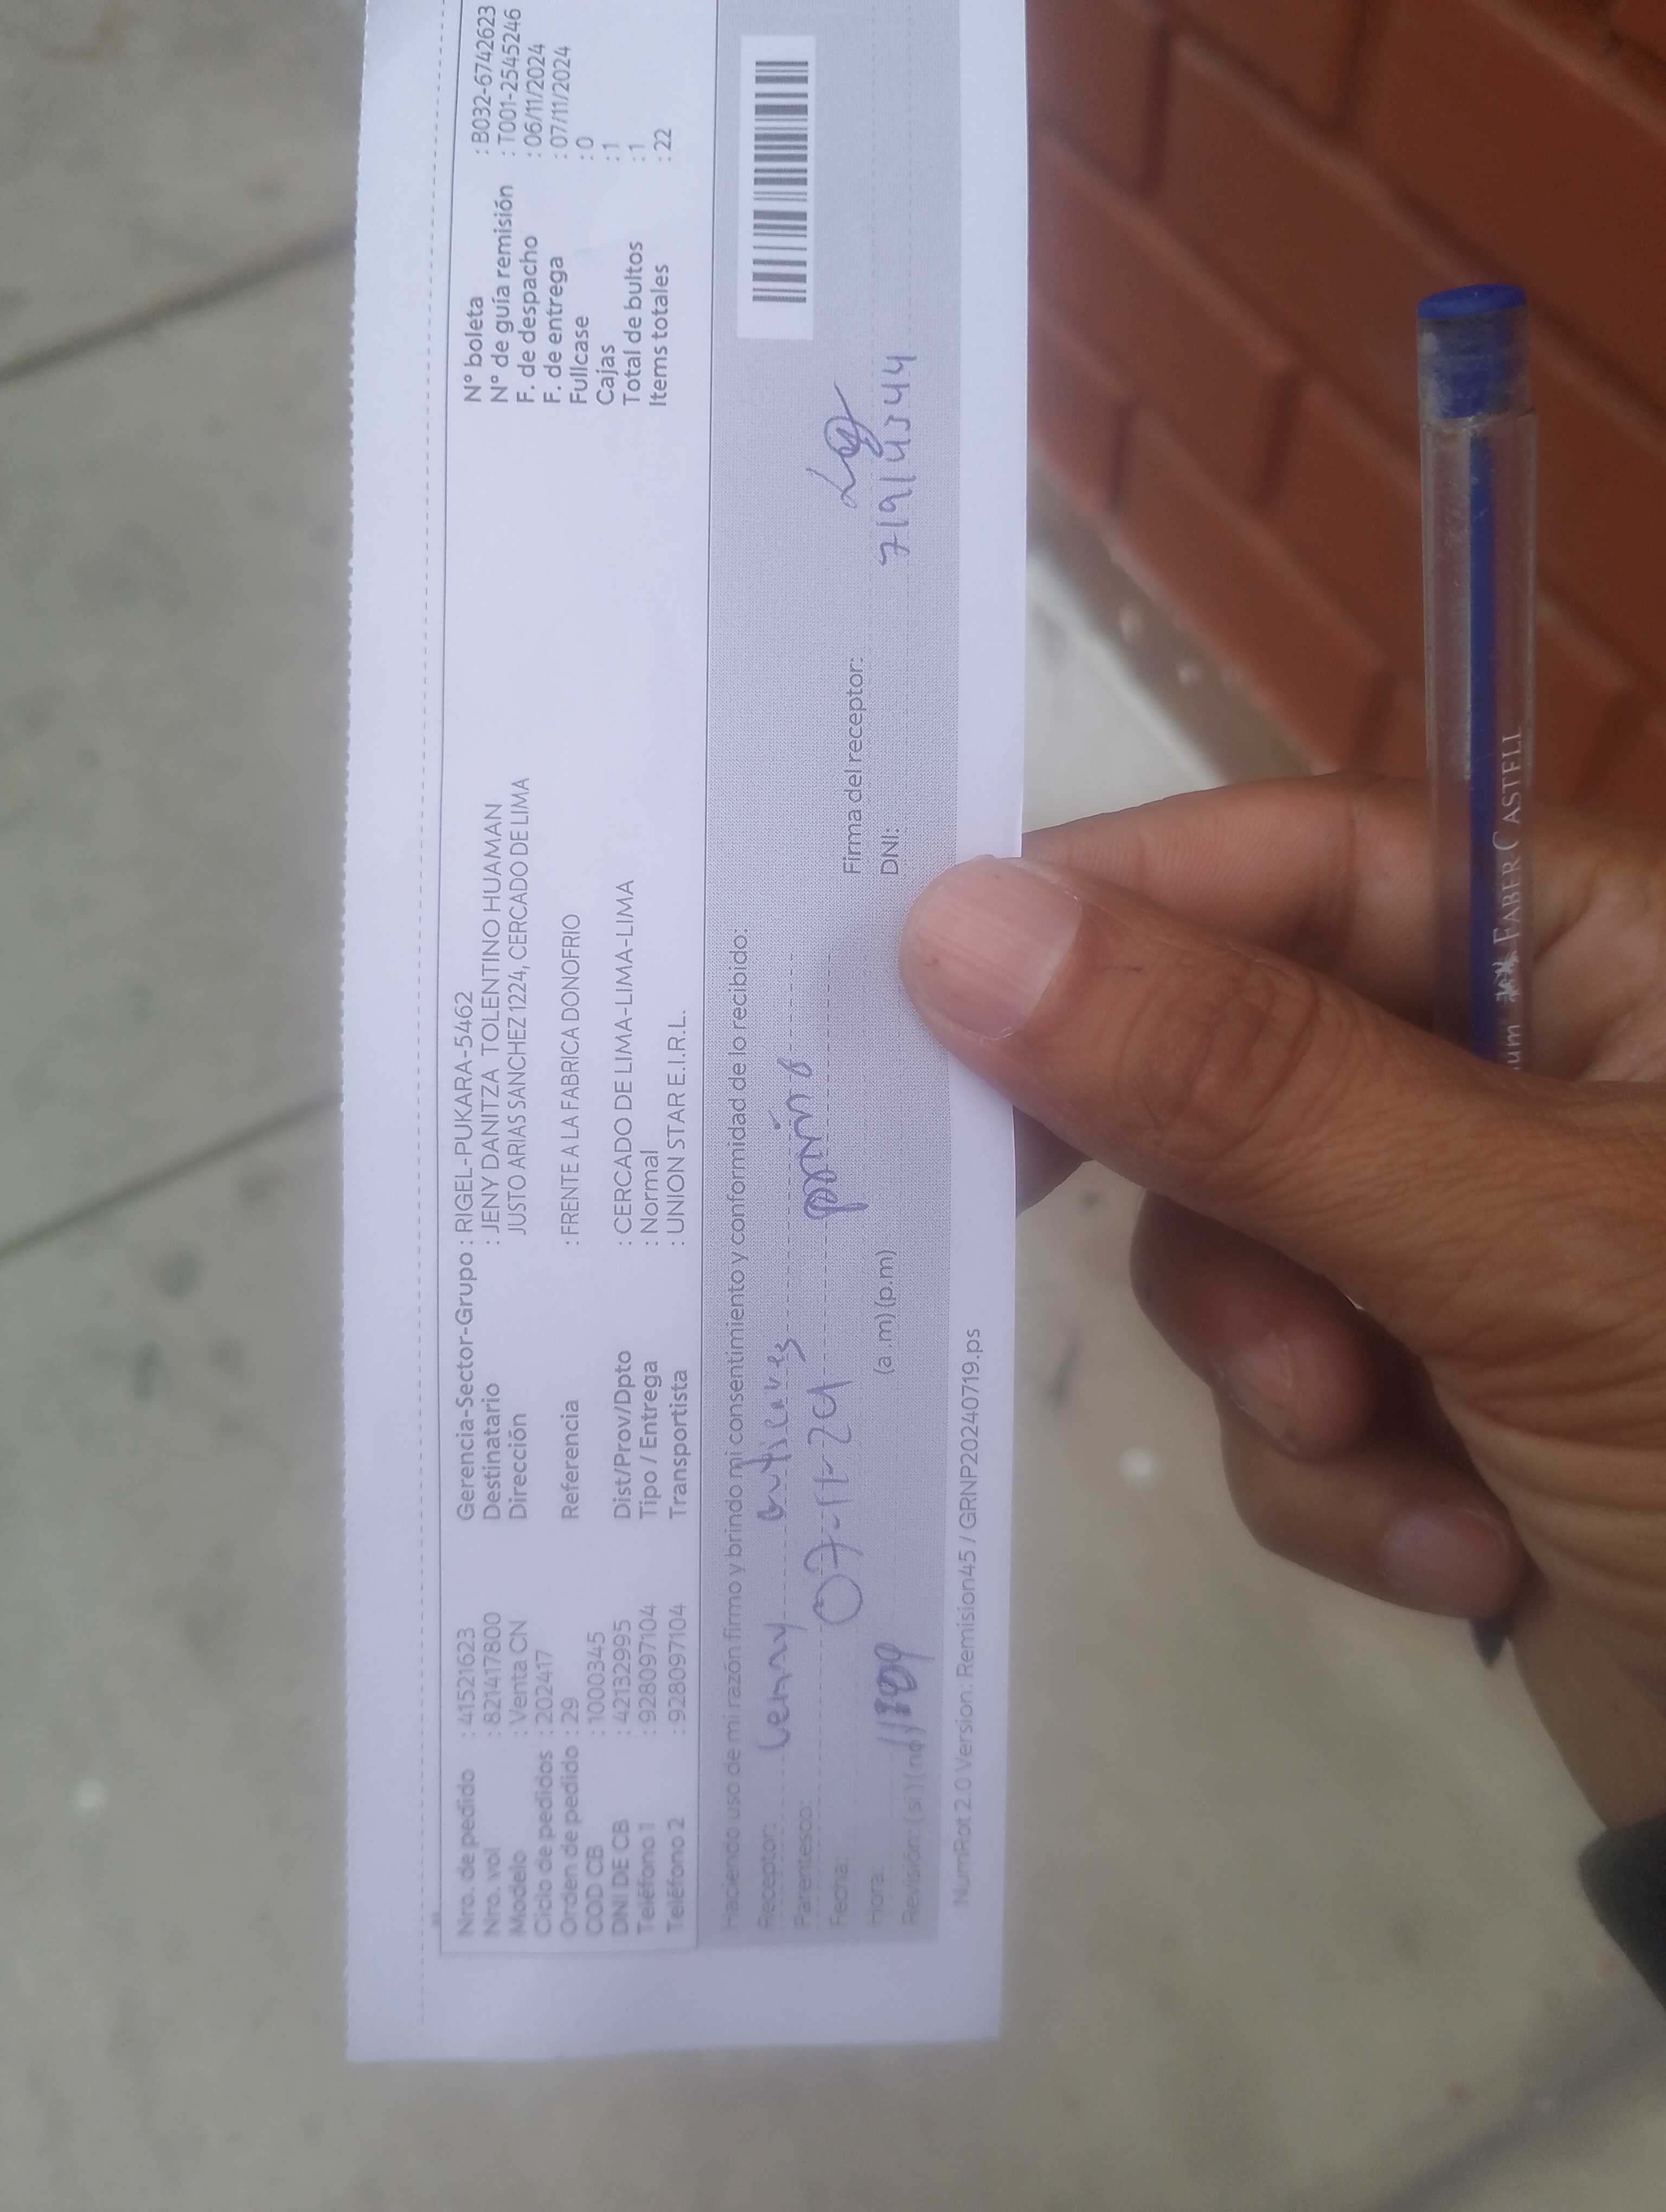 Nro. de pedido : 41521623 Gerencia-Sector-Grupo : RIGEL-PUKARA-5462 N° boleta : B032-6742623
Nro. vol : 821417800 Destinatario : JENY DANITZA TOLENTINO HUAMAN N° de guía remisión : T001-25445246
Modelo : Venta CN Dirección JUSTO ARIAS SANCHEZ 1224, CERCADO DE LIMA F. de despacho : 06/11/2024
Ciclo de pedidos : 202417 F. de entrega : 07/11/2024
Orden de pedido : 29 Referencia : FRENTE A LA FABRICA DONOFRIO Fullcase : 0
COD CB : 1000345 Cajas : 1
DNI DE CB : 42132995 Dist/Prov/Dpto : CERCADO DE LIMA-LIMA-LIMA Total de bultos : 1
Teléfono 1 : 928097104 Tipo / Entrega : Normal Items totales : 22
Teléfono 2 : 928097104 Transportista : UNION STAR E.I.R.L.
Haciendo uso de mi razón firmo y brindo mi consentimiento y conformidad de lo recibido:
Receptor:
Parentesco:
Fecha: 07-11-24 Firma del receptor:
Hora: (a.m) (p.m) DNI:
Revisión: (si) (no)
NumRot 2.0 Version: Remision45 / GRNP20240719.ps
FABER CASTELL